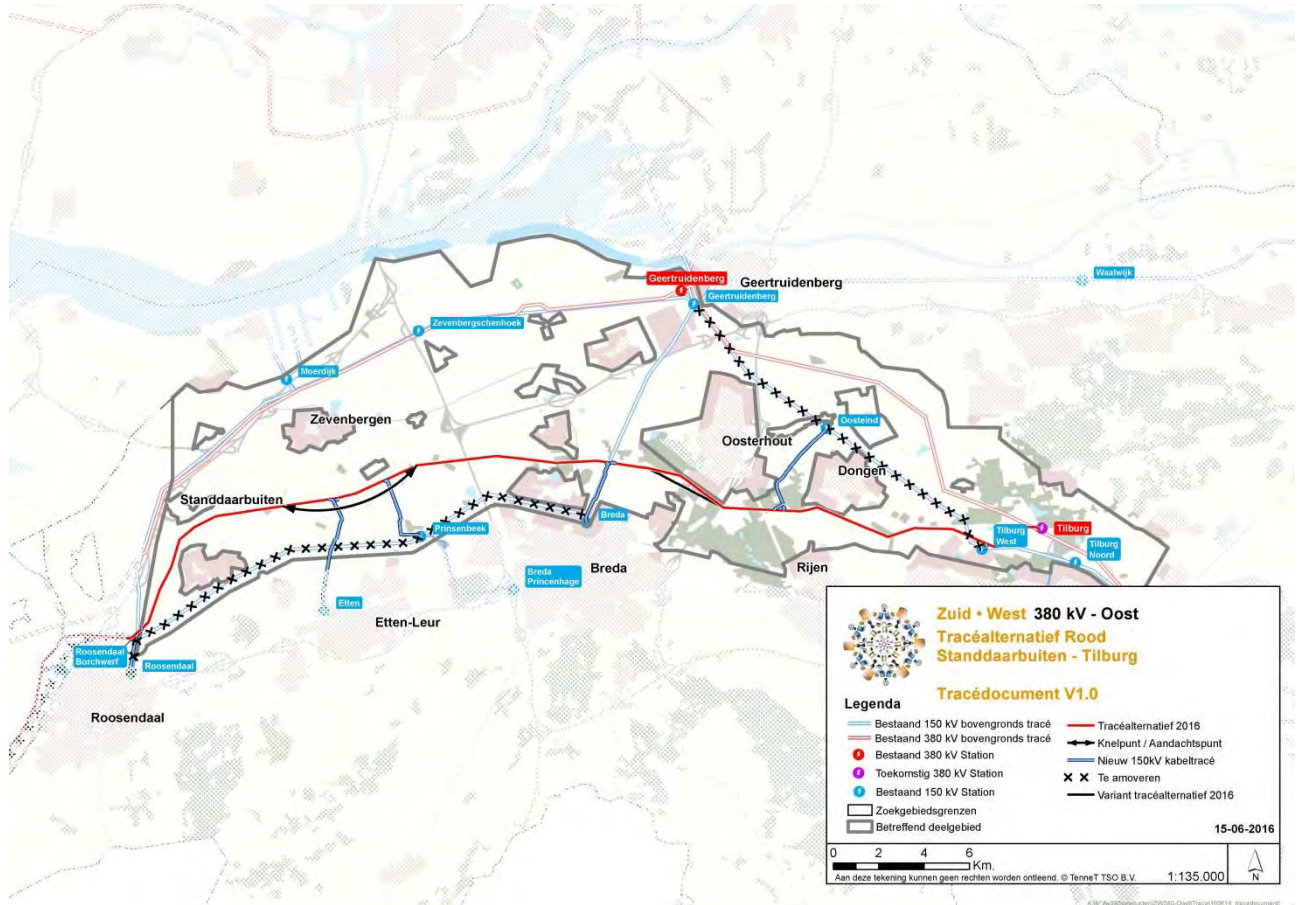 Geertruidenberg
Geertruidenberg
Geertruidenberg
Waalwijk
Zevenbergschenhoek
Moerdijk
Zevenbergen
Oosteind
Oosterhout
Dongen
Standdaarbuiten
Breda
Prinsenbeek
Tilburg
Tilburg
West
Tilburg
Noord
Breda
Rijen
Breda
Princenhage
Etten
Etten-Leur
Roosendaal
Borchwerf
Roosendaal
Roosendaal
Zuid • West 380 kV - Oost
Tracéalternatief Rood
Standdaarbuiten - Tilburg
Tracédocument V1.0
Legenda
Bestaand 150 kV bovengronds tracé
Bestaand 380 kV bovengronds tracé
Bestaand 380 kV Station
Toekomstig 380 kV Station
Bestaand 150 kV Station
Zoekgebiedsgrenzen
Betreffend deelgebied
Tracéalternatief 2016
Knelpunt / Aandachtspunt
Nieuw 150kV kabeltracé
Te amoveren
Variant tracéalternatief 2016
15-06-2016
0 2 4 6
Km.
Aan deze tekening kunnen geen rechten worden ontleend. © TenneT TSO B.V.
1:135.000
N